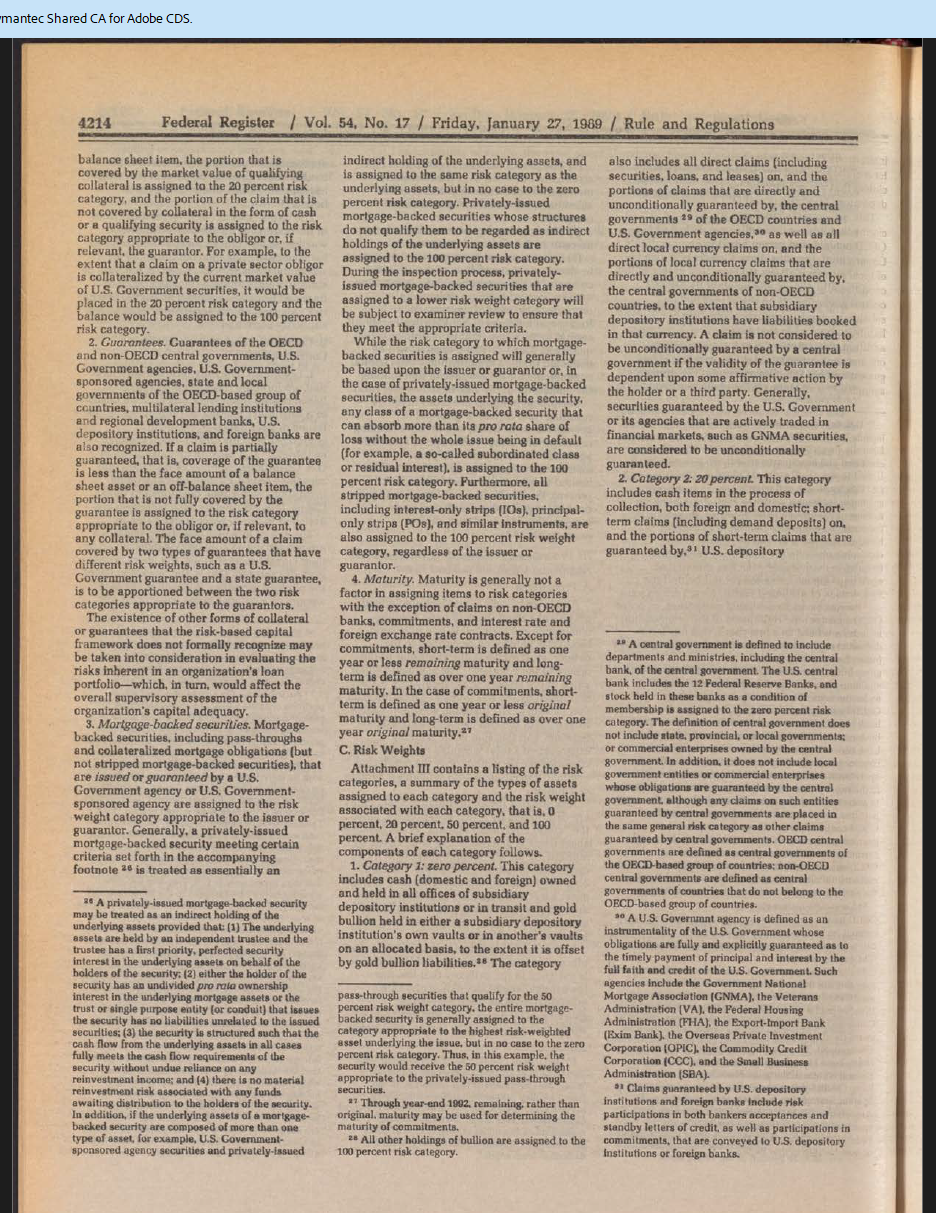 ymantec Shared CA for Adobe CDS.
4214 Federal Register / Vol. 54, No. 17 / Friday, January 27, 1989 / Rule and Regulations
balance sheet item, the portion that is
covered by the market value of qualifying
collateral is assigned to the 20 percent risk
category, and the portion of the claim that is
not covered by collateral in the form of cash
or a qualifying security is assigned to the risk
category appropriate to the obligor or, if
relevant, the guarantor. For example, to the
extent that a claim on a private sector obligor
is collateralized by the current market value
of U.S. Government securities, it would be
placed in the 20 percent risk category and the
balance would be assigned to the 100 percent
risk category.
2. Guarantees. Guarantees of the OECD
and non-OECD central governments, U.S.
Government agencies, U.S. Government-
sponsored agencies, state and local
governments of the OECD-based group of
countries, multilateral lending institutions
and regional development banks, U.S.
depository institutions, and foreign banks are
also recognized. If a claim is partially
guaranteed, that is, coverage of the guarantee
is less than the face amount of a balance
sheet asset or an off-balance sheet item, the
portion that is not fully covered by the
guarantee is assigned to the risk category
appropriate to the obligor or, if relevant, to
any collateral. The face amount of a claim
covered by two types of guarantees that have
different risk weights, such as a U.S.
Government guarantee and a state guarantee,
is to be apportioned between the two risk
categories appropriate to the guarantors.
The existence of other forms of collateral
or guarantees that the risk-based capital
framework does not formally recognize may
be taken into consideration in evaluating the
risks inherent in an organization's loan
portfolio—which, in turn, would affect the
overall supervisory assessment of the
organization's capital adequacy.
3. Mortgage-backed securities. Mortgage-
backed securities, including pass-throughs
and collateralized mortgage obligations (but
not stripped mortgage-backed securities), that
are issued or guaranteed by a U.S.
Government agency or U.S. Government-
sponsored agency are assigned to the risk
weight category appropriate to the issuer or
guarantor. Generally, a privately-issued
mortgage-backed security meeting certain
criteria set forth in the accompanying
footnote 26 is treated as essentially an
26 A privately-issued mortgage-backed security
may be treated as an indirect holding of the
underlying assets provided that: (1) The underlying
assets are held by an independent trustee and the
trustee has a first priority, perfected security
interest in the underlying assets on behalf of the
holders of the security; (2) either the holder of the
security has an undivided pro rata ownership
interest in the underlying mortgage assets or the
trust or single purpose entity (or conduit) that issues
the security has no liabilities unrelated to the issued
securities; (3) the security is structured such that the
cash flow from the underlying assets in all cases
fully meets the cash flow requirements of the
security without undue reliance on any
reinvestment income; and (4) there is no material
reinvestment risk associated with any funds
awaiting distribution to the holders of the security.
In addition, if the underlying assets of a mortgage-
backed security are composed of more than one
type of asset, for example, U.S. Government-
sponsored agency securities and privately-issued
indirect holding of the underlying assets, and
is assigned to the same risk category as the
underlying assets, but in no case to the zero
percent risk category. Privately-issued
mortgage-backed securities whose structures
do not qualify them to be regarded as indirect
holdings of the underlying assets are
assigned to the 100 percent risk category.
During the inspection process, privately-
issued mortgage-backed securities that are
assigned to a lower risk weight category will
be subject to examiner review to ensure that
they meet the appropriate criteria.
While the risk category to which mortgage-
backed securities is assigned will generally
be based upon the issuer or guarantor or, in
the case of privately-issued mortgage-backed
securities, the assets underlying the security,
any class of a mortgage-backed security that
can absorb more than its pro rata share of
loss without the whole issue being in default
(for example, a so-called subordinated class
or residual interest), is assigned to the 100
percent risk category. Furthermore, all
stripped mortgage-backed securities,
including interest-only strips (IOs), principal-
only strips (POs), and similar instruments, are
also assigned to the 100 percent risk weight
category, regardless of the issuer or
guarantor.
4. Maturity. Maturity is generally not a
factor in assigning items to risk categories
with the exception of claims on non-OECD
banks, commitments, and interest rate and
foreign exchange rate contracts. Except for
commitments, short-term is defined as one
year or less remaining maturity and long-
term is defined as over one year remaining
maturity. In the case of commitments, short-
term is defined as one year or less original
maturity and long-term is defined as over one
year original maturity.27
C. Risk Weights
Attachment III contains a listing of the risk
categories, a summary of the types of assets
assigned to each category and the risk weight
associated with each category, that is, 0
percent, 20 percent, 50 percent, and 100
percent. A brief explanation of the
components of each category follows.
1. Category 1: zero percent. This category
includes cash (domestic and foreign) owned
and held in all offices of subsidiary
depository institutions or in transit and gold
bullion held in either a subsidiary depository
institution's own vaults or in another's vaults
on an allocated basis, to the extent it is offset
by gold bullion liabilities.28 The category
pass-through securities that qualify for the 50
percent risk weight category, the entire mortgage-
backed security is generally assigned to the
category appropriate to the highest risk-weighted
asset underlying the issue, but in no case to the zero
percent risk category. Thus, in this example, the
security would receive the 50 percent risk weight
appropriate to the privately-issued pass-through
securities.
27 Through year-end 1992, remaining, rather than
original, maturity may be used for determining the
maturity of commitments.
28 All other holdings of bullion are assigned to the
100 percent risk category.
also includes all direct claims (including
securities, loans, and leases) on, and the
portions of claims that are directly and
unconditionally guaranteed by, the central
governments 29 of the OECD countries and
U.S. Government agencies,30 as well as all
direct local currency claims on, and the
portions of local currency claims that are
directly and unconditionally guaranteed by,
the central governments of non-OECD
countries, to the extent that subsidiary
depository institutions have liabilities booked
in that currency. A claim is not considered to
be unconditionally guaranteed by a central
government if the validity of the guarantee is
dependent upon some affirmative action by
the holder or a third party. Generally,
securities guaranteed by the U.S. Government
or its agencies that are actively traded in
financial markets, such as GNMA securities,
are considered to be unconditionally
guaranteed.
2. Category 2: 20 percent. This category
includes cash items in the process of
collection, both foreign and domestic; short-
term claims (including demand deposits) on,
and the portions of short-term claims that are
guaranteed by,31 U.S. depository
29 A central government is defined to include
departments and ministries, including the central
bank, of the central government. The U.S. central
bank includes the 12 Federal Reserve Banks, and
stock held in these banks as a condition of
membership is assigned to the zero percent risk
category. The definition of central government does
not include state, provincial, or local governments;
or commercial enterprises owned by the central
government. In addition, it does not include local
government entities or commercial enterprises
whose obligations are guaranteed by the central
government, although any claims on such entities
guaranteed by central governments are placed in
the same general risk category as other claims
guaranteed by central governments. OECD central
governments are defined as central governments of
the OECD-based group of countries; non-OECD
central governments are defined as central
governments of countries that do not belong to the
OECD-based group of countries.
30 A U.S. Governmnt agency is defined as an
instrumentality of the U.S. Government whose
obligations are fully and explicitly guaranteed as to
the timely payment of principal and interest by the
full faith and credit of the U.S. Government. Such
agencies include the Government National
Mortgage Association (GNMA), the Veterans
Administration (VA), the Federal Housing
Administration (FHA), the Export-Import Bank
(Exim Bank), the Overseas Private Investment
Corporation (OPIC), the Commodity Credit
Corporation (CCC), and the Small Business
Administration (SBA).
31 Claims guaranteed by U.S. depository
institutions and foreign banks include risk
participations in both bankers acceptances and
standby letters of credit, as well as participations in
commitments, that are conveyed to U.S. depository
institutions or foreign banks.